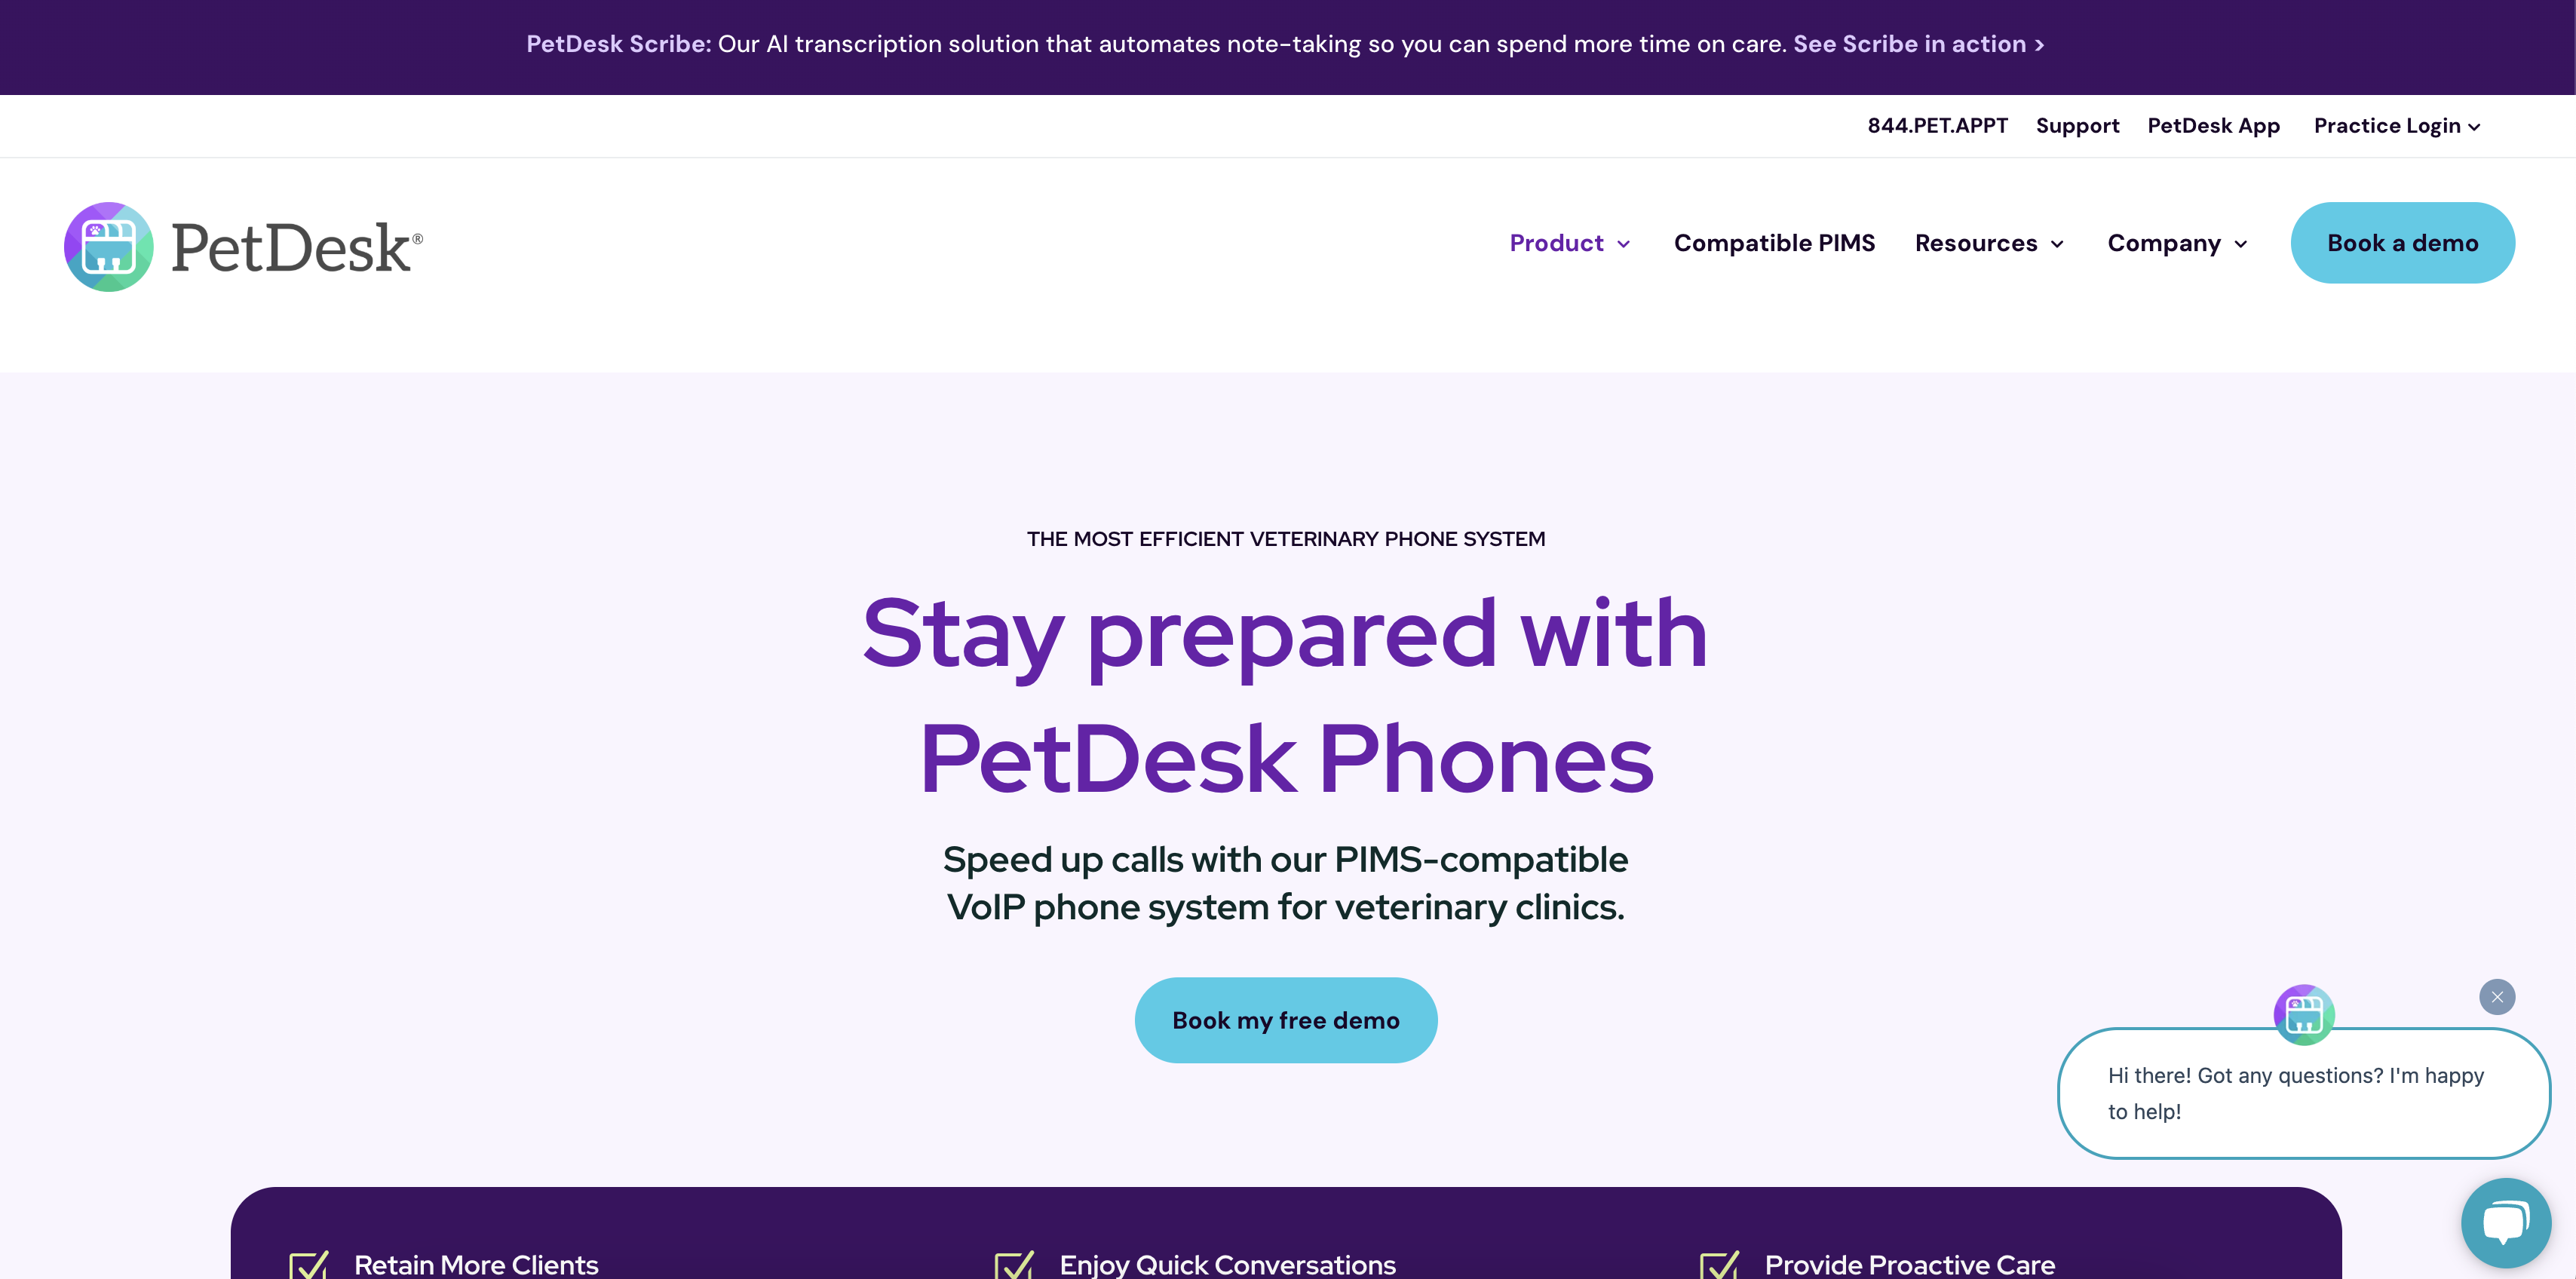 PetDesk Scribe: Our AI transcription solution that automates note-taking so you can spend more time on care. See Scribe in action >
844.PET.APPT Support PetDesk App Practice Login
PetDesk®
Product Compatible PIMS Resources Company Book a demo
THE MOST EFFICIENT VETERINARY PHONE SYSTEM
Stay prepared with
PetDesk Phones
Speed up calls with our PIMS-compatible
VoIP phone system for veterinary clinics.
Book my free demo
Hi there! Got any questions? I'm happy
to help!
Retain More Clients Enjoy Quick Conversations Provide Proactive Care